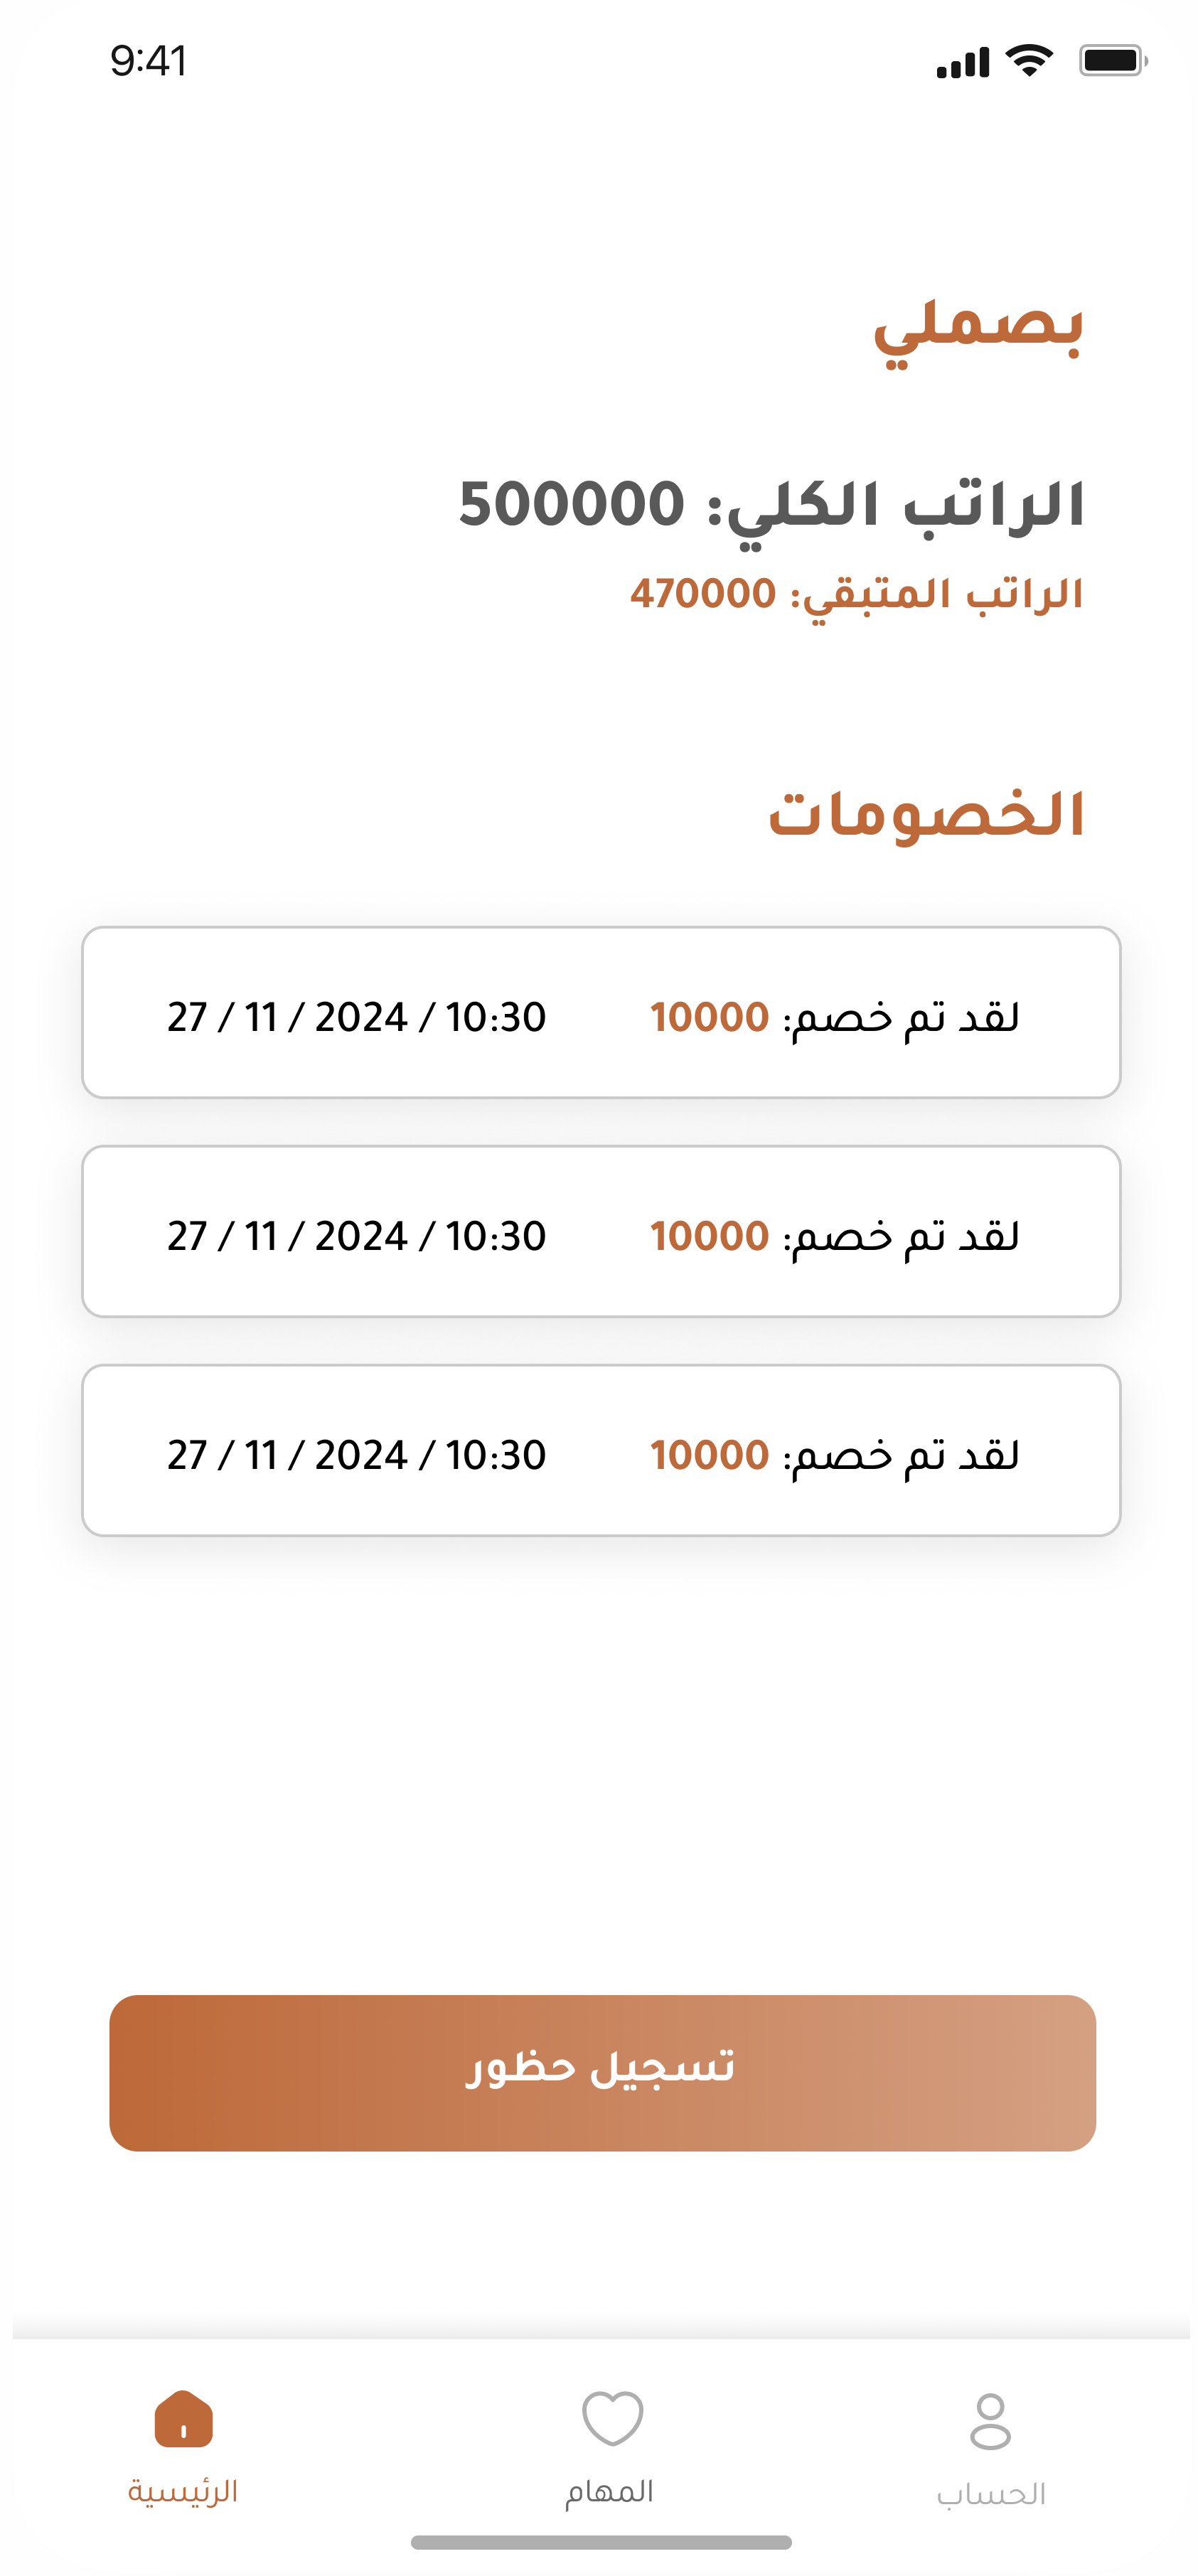 9:41
بصملي
الراتب الكلي: 500000
الراتب المتبقي: 470000
الخصومات
لقد تم خصم: 10000 27 / 11 / 2024 / 10:30
لقد تم خصم: 10000 27 / 11 / 2024 / 10:30
لقد تم خصم: 10000 27 / 11 / 2024 / 10:30
تسجيل حظور
الحساب المهام الرئيسية